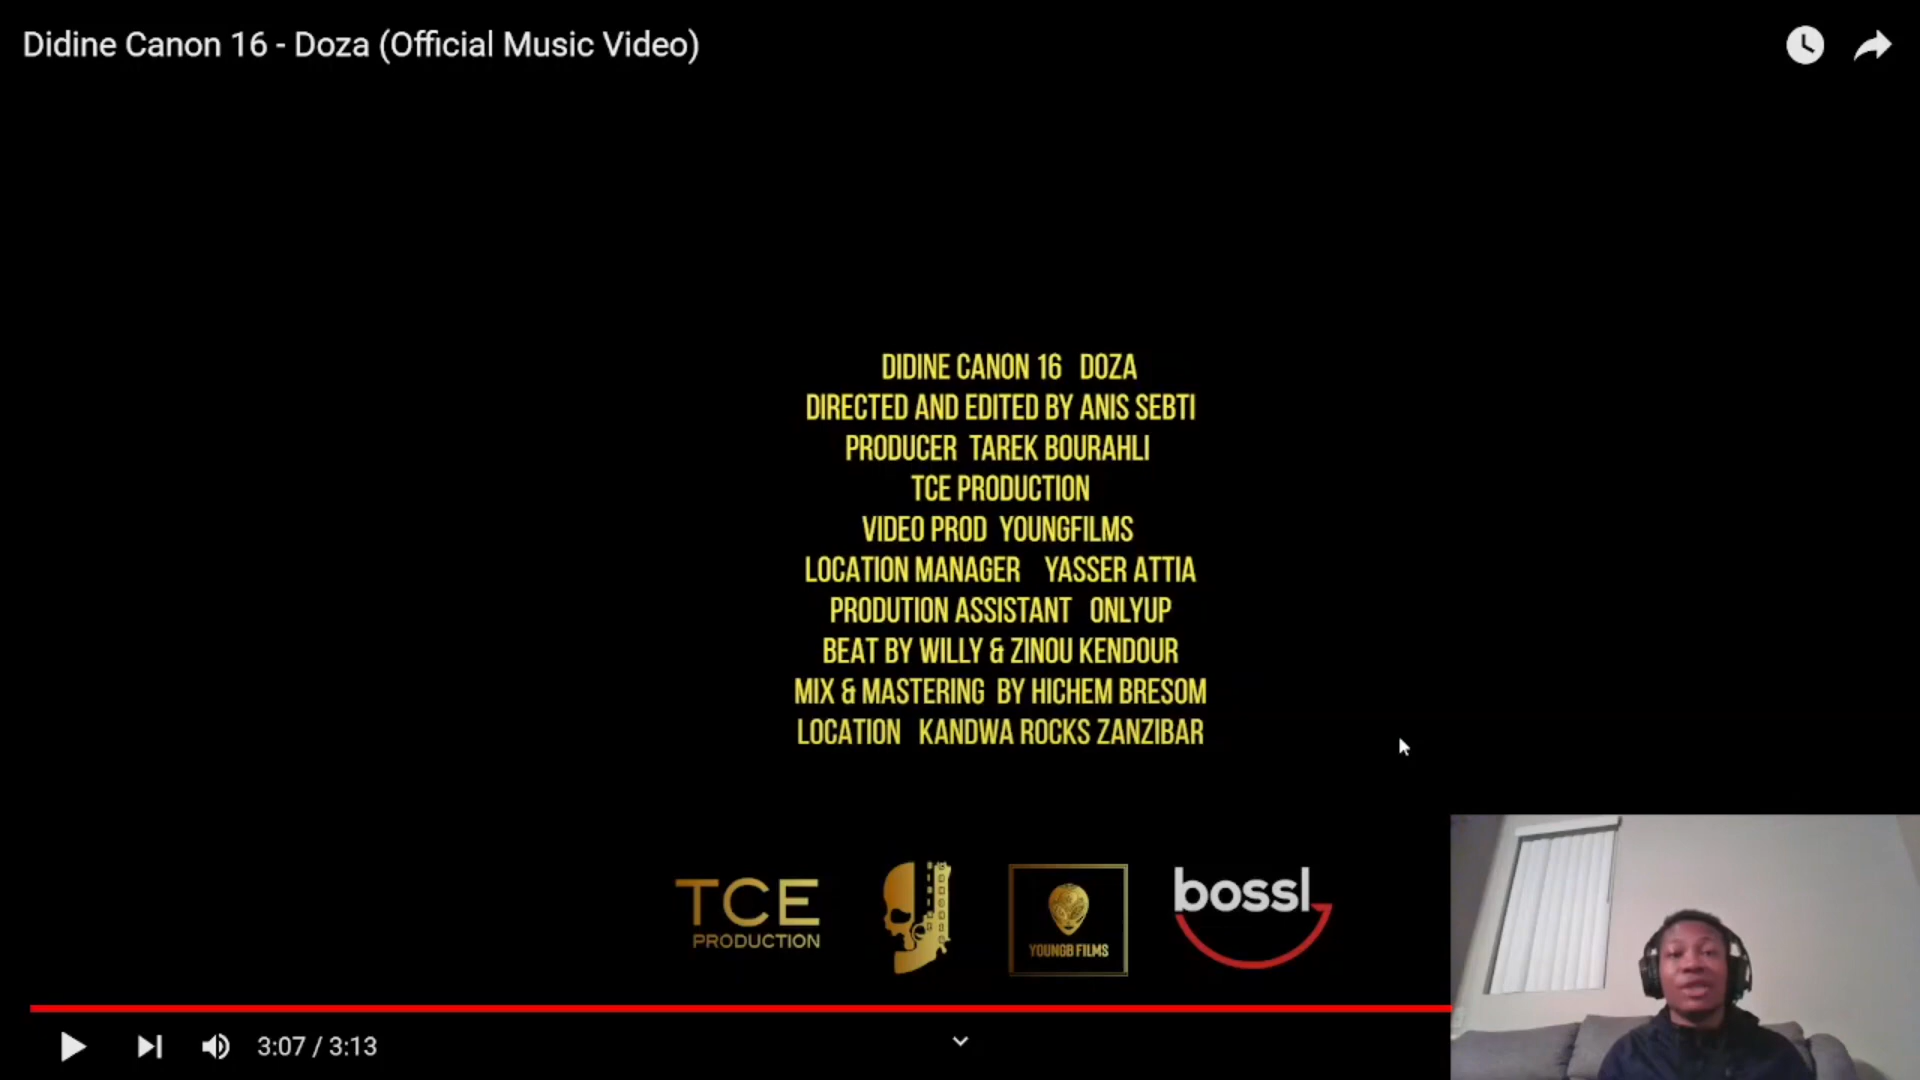 Didine Canon 16 - Doza (Official Music Video)
DIDINE CANON 16 DOZA
DIRECTED AND EDITED BY ANIS SEBTI
PRODUCER TAREK BOURAHLI
TCE PRODUCTION
VIDEO PROD YOUNGFILMS
LOCATION MANAGER YASSER ATTIA
PRODUTION ASSISTANT ONLYUP
BEAT BY WILLY & ZINOU KENDOUR
MIX & MASTERING BY HICHEM BRESOM
LOCATION KANDWA ROCKS ZANZIBAR
TCE
PRODUCTION
YOUNGB FILMS
bossl
3:07 / 3:13